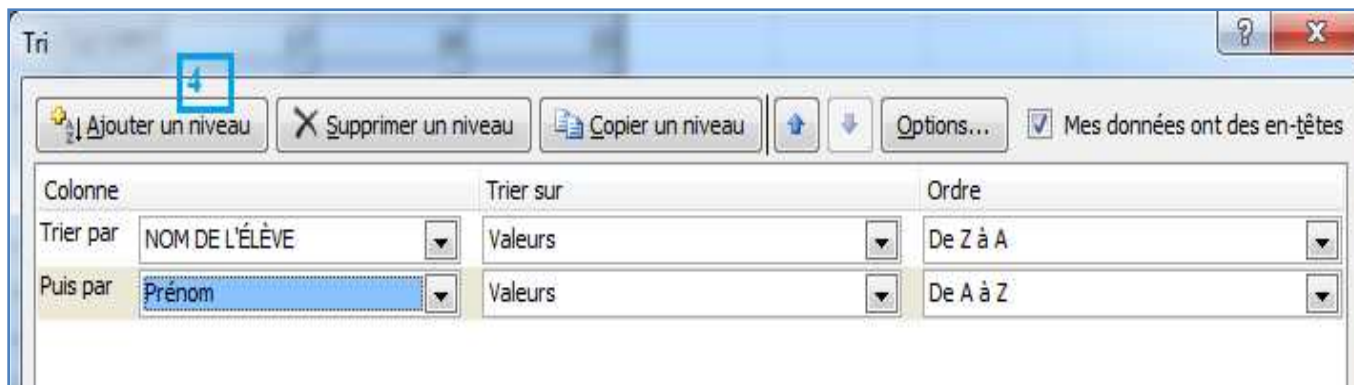 Tri
4
Ajouter un niveau Supprimer un niveau Copier un niveau Options... Mes données ont des en-têtes
Colonne Trier sur Ordre
Trier par NOM DE L'ÉLÈVE Valeurs De Z à A
Puis par Prénom Valeurs De A à Z